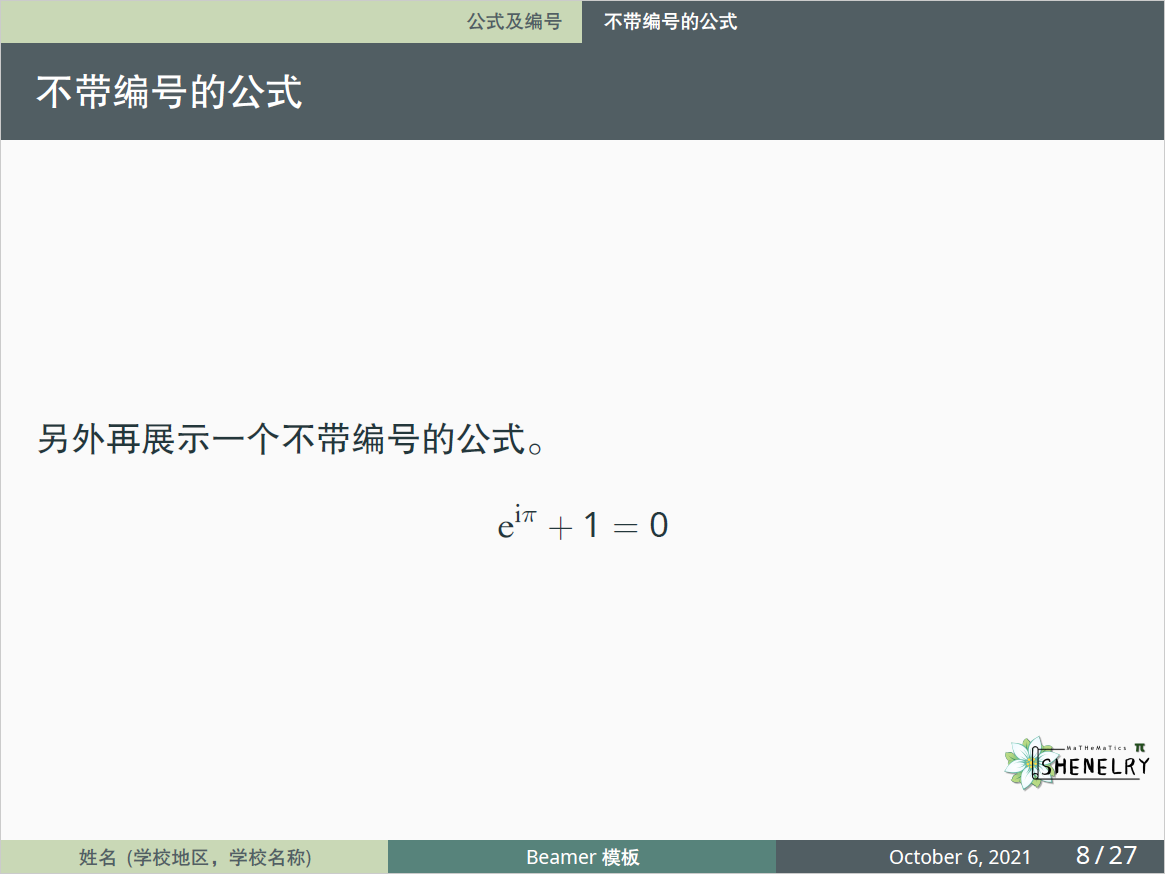 公式及编号 不带编号的公式
不带编号的公式
另外再展示一个不带编号的公式。
e^{iπ} + 1 = 0
MaTHeMaTics π
SHENELRY
姓名 (学校地区，学校名称) Beamer 模板 October 6, 2021 8 / 27